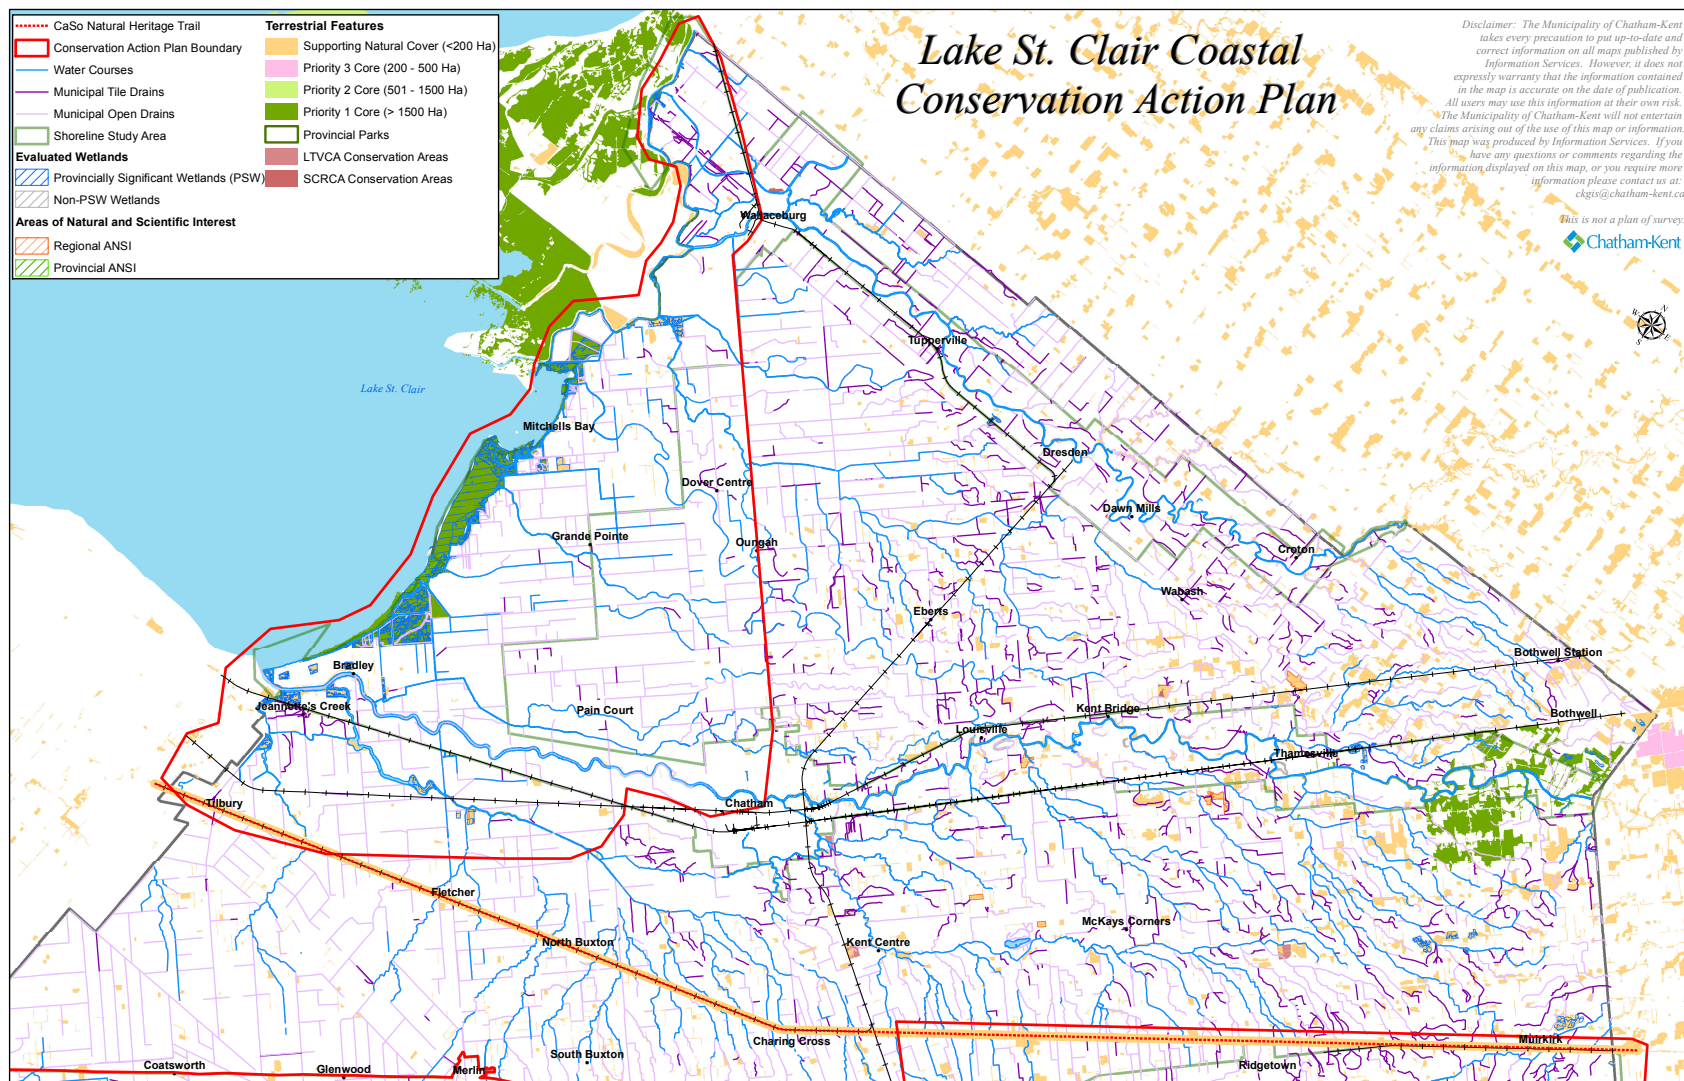 CaSo Natural Heritage Trail
Conservation Action Plan Boundary
Water Courses
Municipal Tile Drains
Municipal Open Drains
Shoreline Study Area
Evaluated Wetlands
Provincially Significant Wetlands (PSW)
Non-PSW Wetlands
Areas of Natural and Scientific Interest
Regional ANSI
Provincial ANSI
Terrestrial Features
Supporting Natural Cover (<200 Ha)
Priority 3 Core (200 - 500 Ha)
Priority 2 Core (501 - 1500 Ha)
Priority 1 Core (> 1500 Ha)
Provincial Parks
LTVCA Conservation Areas
SCRCA Conservation Areas
Lake St. Clair Coastal
Conservation Action Plan
Disclaimer: The Municipality of Chatham-Kent
takes every precaution to put up-to-date and
correct information on all maps published by
Information Services. However, it does not
expressly warranty that the information contained
in the map is accurate on the date of publication.
All users may use this information at their own risk.
The Municipality of Chatham-Kent will not entertain
any claims arising out of the use of this map or information.
This map was produced by Information Services. If you
have any questions or comments regarding the
information displayed on this map, or you require more
information please contact us at:
ckgis@chatham-kent.ca
This is not a plan of survey.
Chatham-Kent
N
W
E
S
Wallaceburg
Tupperville
Lake St. Clair
Mitchells Bay
Dresden
Dover Centre
Dawn Mills
Grande Pointe
Oungah
Croton
Wabash
Eberts
Bothwell Station
Bradley
Jeannette's Creek
Pain Court
Kent Bridge
Bothwell
Louisville
Thamesville
Tilbury
Chatham
Fletcher
McKays Corners
North Buxton
Kent Centre
Charing Cross
Muirkirk
South Buxton
Coatsworth
Glenwood
Merlin
Ridgetown